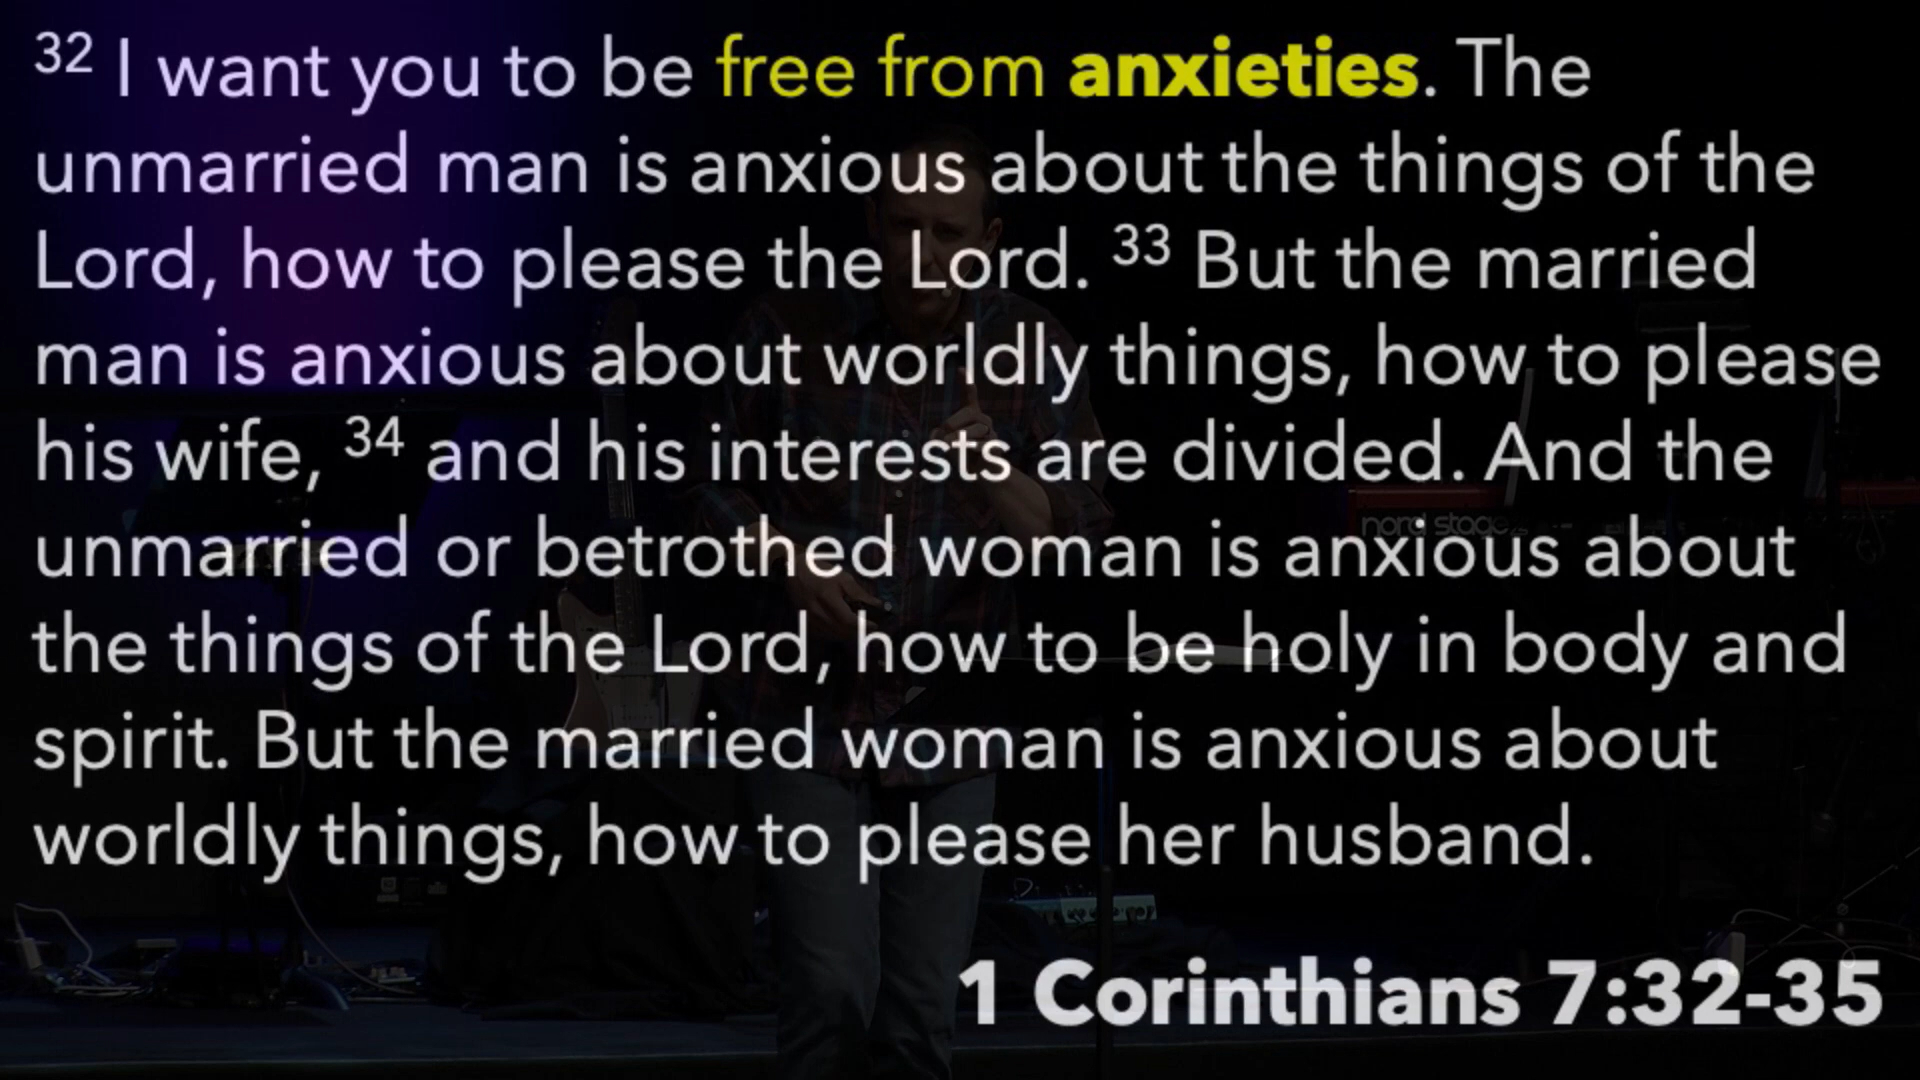 32 I want you to be free from anxieties. The
unmarried man is anxious about the things of the
Lord, how to please the Lord. 33 But the married
man is anxious about worldly things, how to please
his wife, 34 and his interests are divided. And the
unmarried or betrothed woman is anxious about
the things of the Lord, how to be holy in body and
spirit. But the married woman is anxious about
worldly things, how to please her husband.
1 Corinthians 7:32-35
nord stage